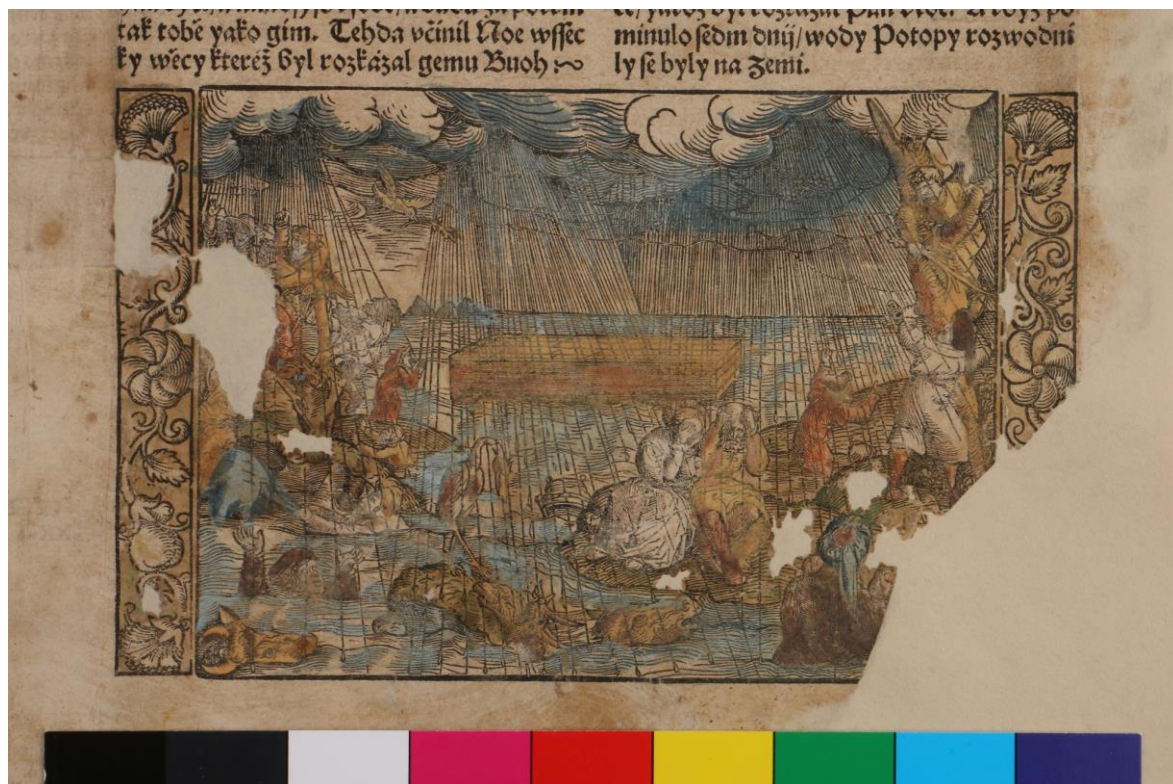 tak tobě yako gim. Tehda včinil Noe wſſec
ky wěcy kteréž byl rozkázal gemu Buoh :~
minulo ſedm dnij/ wody Potopy rozwodni
ly ſe byly na Zemi.